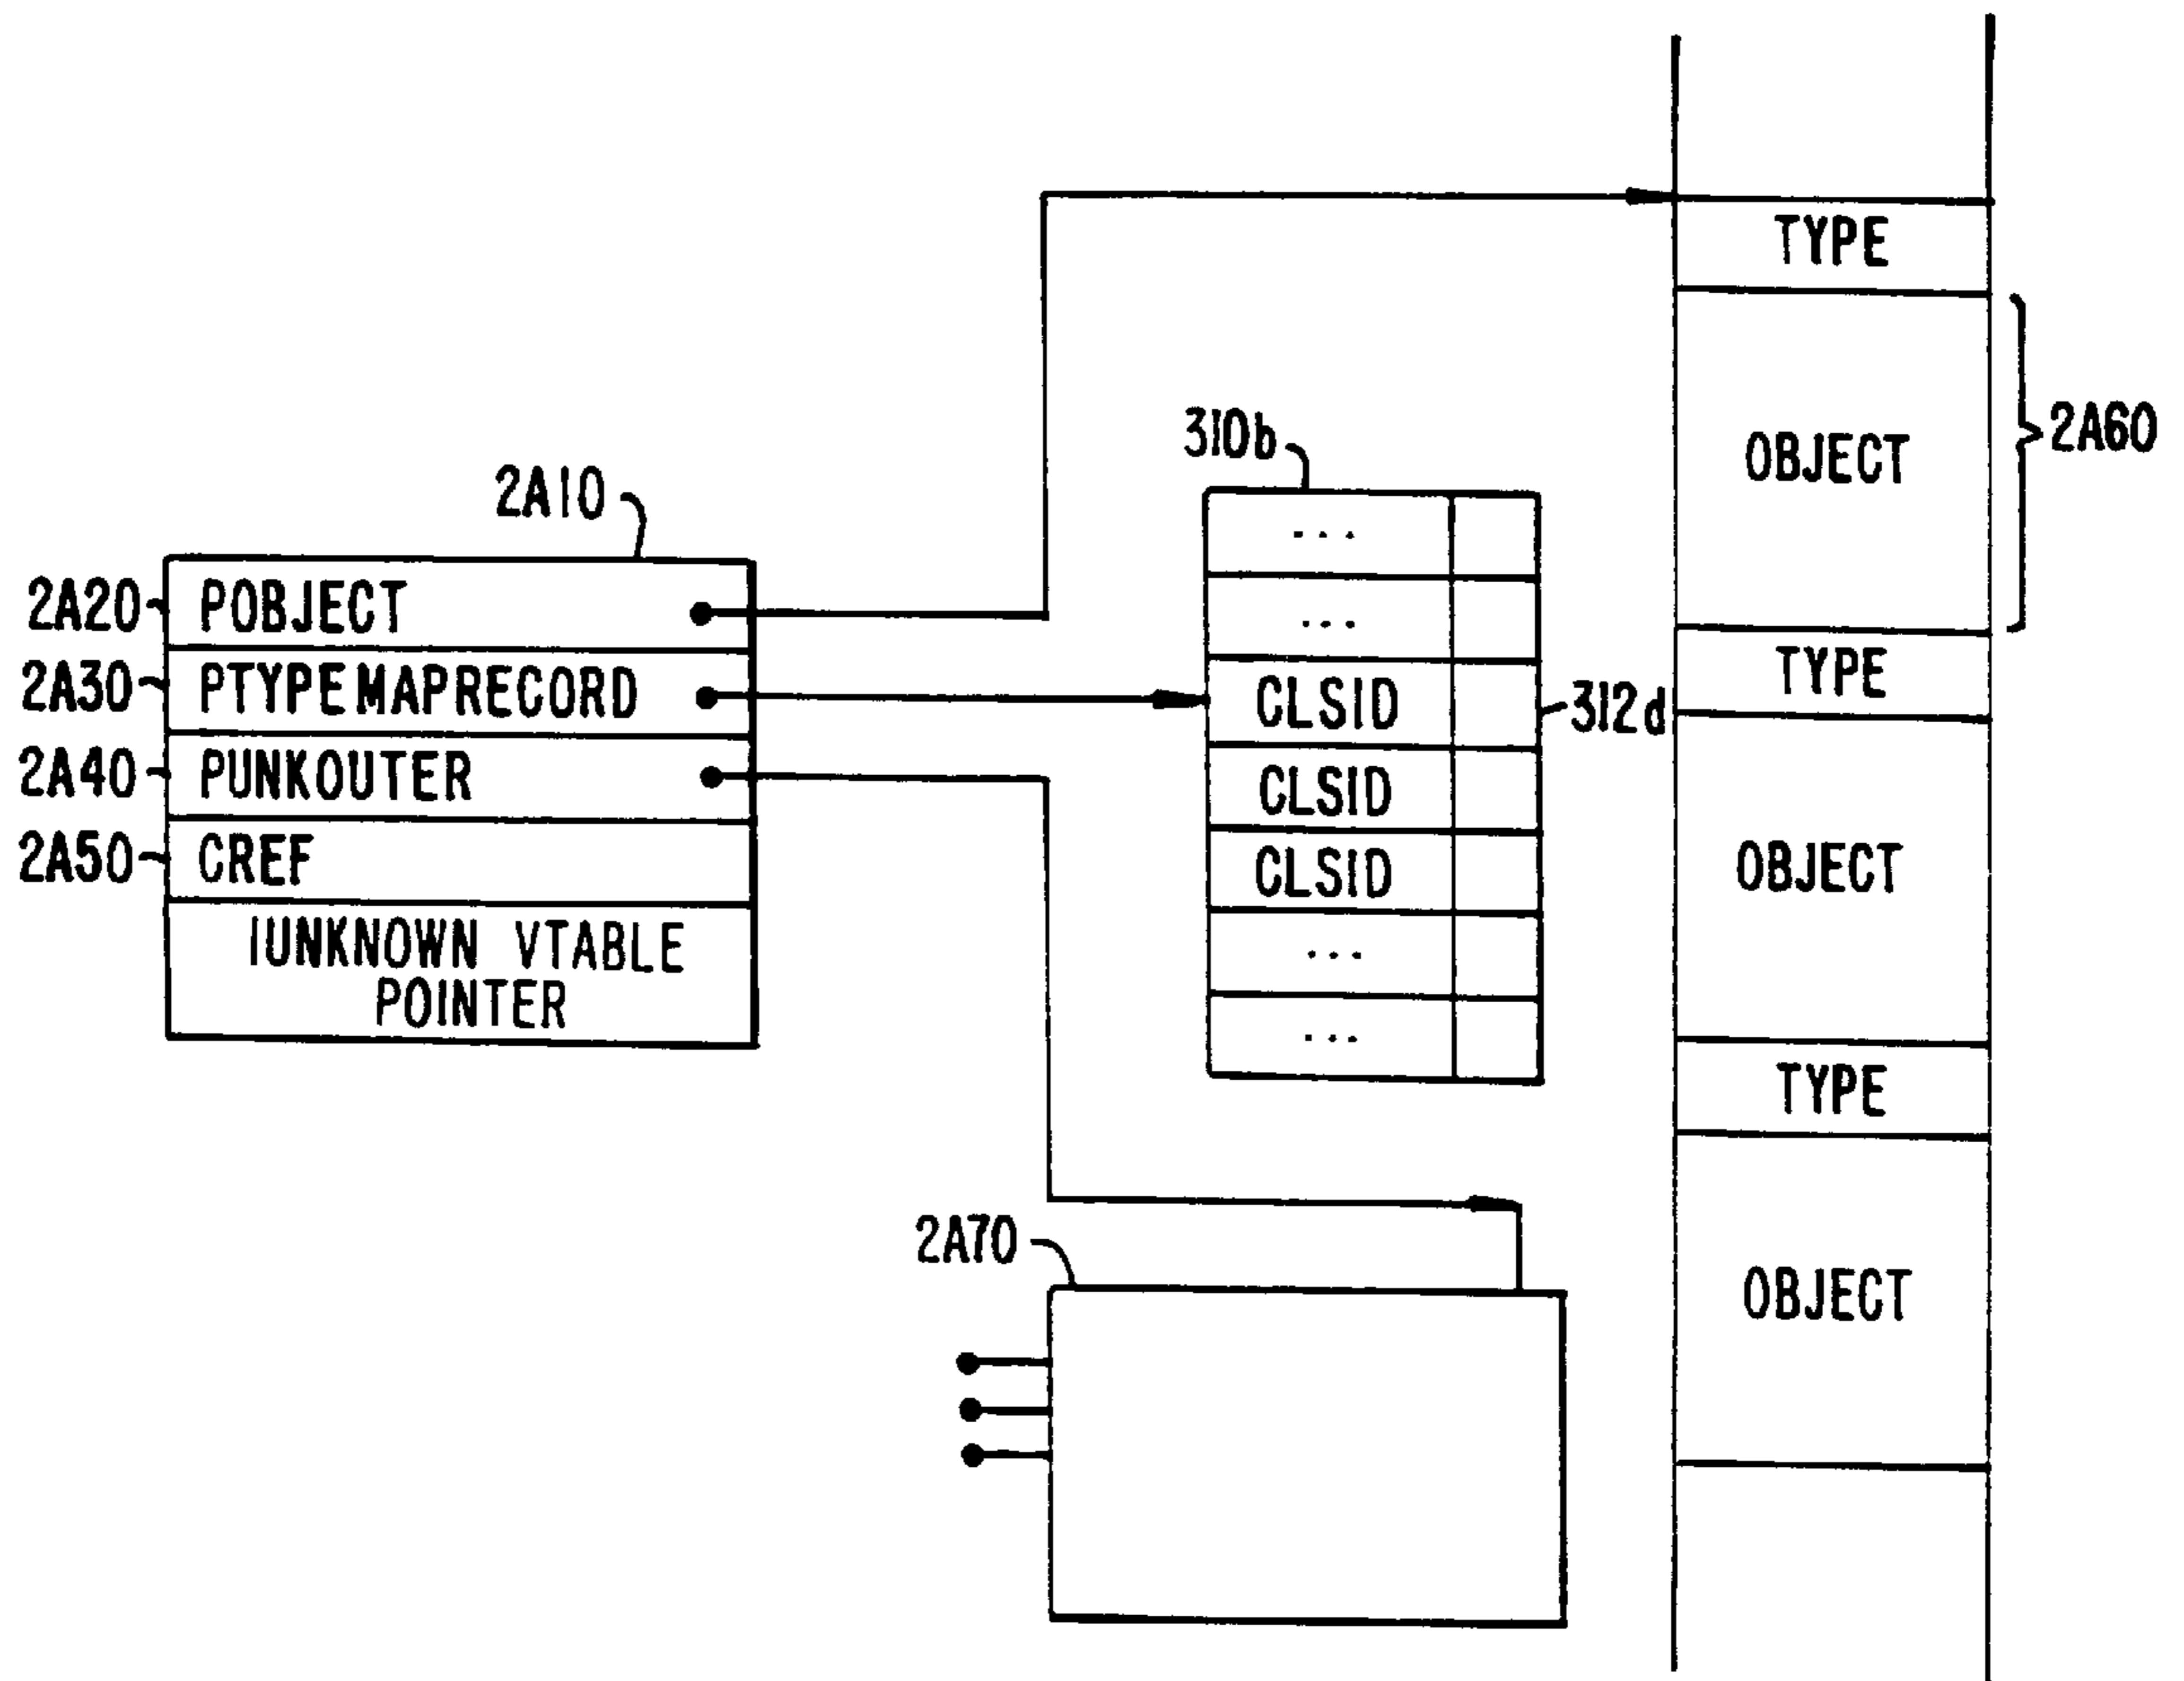 2A10
2A20 POBJECT
2A30 PTYPEMAPRECORD
2A40 PUNKOUTER
2A50 CREF
IUNKNOWN VTABLE
POINTER
310b
...
...
CLSID
312d
CLSID
CLSID
...
...
2A70
TYPE
OBJECT
2A60
TYPE
OBJECT
TYPE
OBJECT